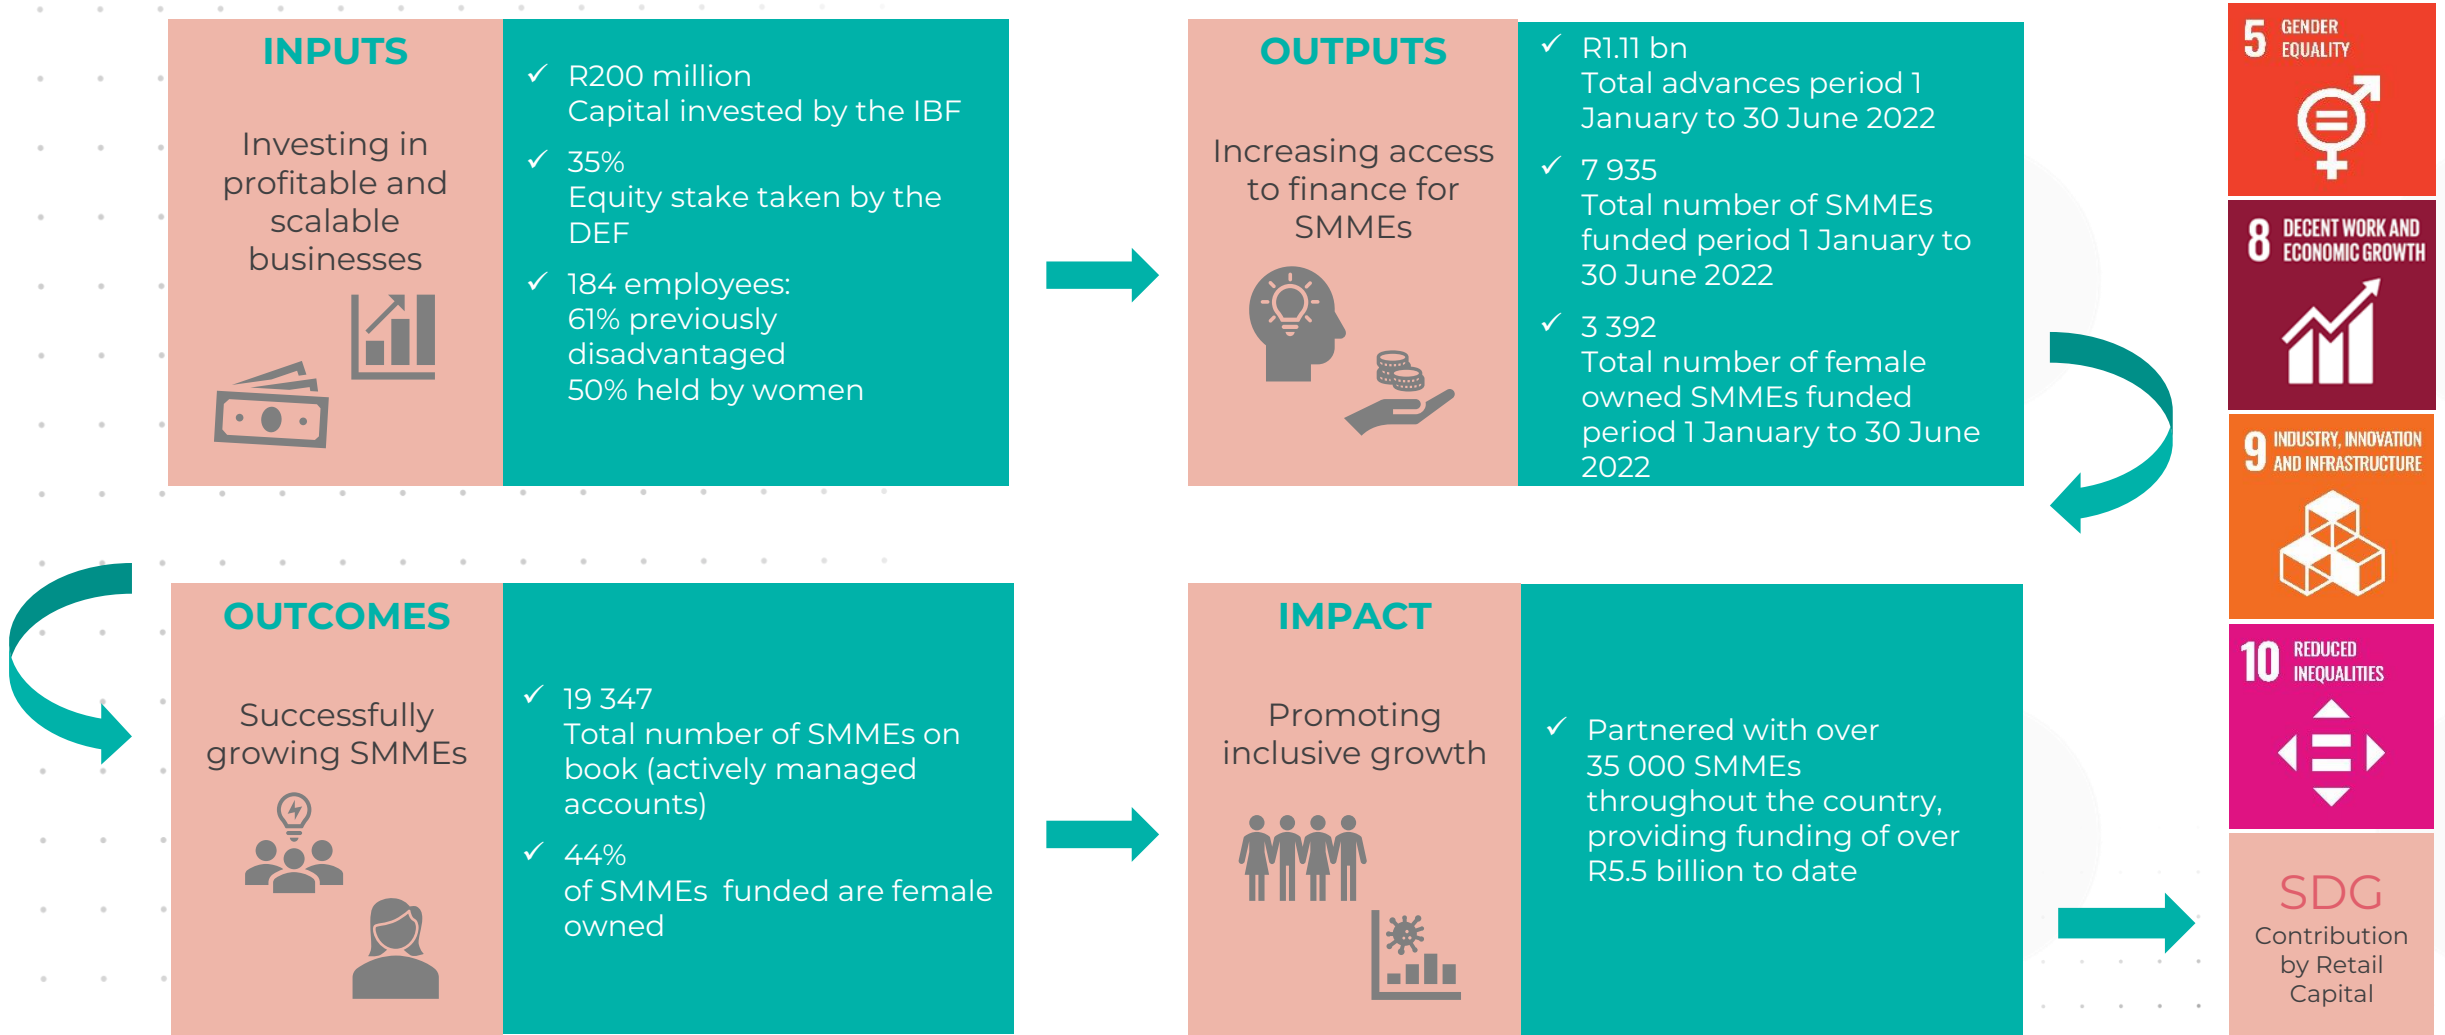 INPUTS
Investing in
profitable and
scalable
businesses
✓ R200 million
Capital invested by the IBF
✓ 35%
Equity stake taken by the
DEF
✓ 184 employees:
61% previously
disadvantaged
50% held by women
OUTPUTS
Increasing access
to finance for
SMMEs
✓ R1.11 bn
Total advances period 1
January to 30 June 2022
✓ 7 935
Total number of SMMEs
funded period 1 January to
30 June 2022
✓ 3 392
Total number of female
owned SMMEs funded
period 1 January to 30 June
2022
OUTCOMES
Successfully
growing SMMEs
✓ 19 347
Total number of SMMEs on
book (actively managed
accounts)
✓ 44%
of SMMEs  funded are female
owned
IMPACT
Promoting
inclusive growth
✓ Partnered with over
35 000 SMMEs
throughout the country,
providing funding of over
R5.5 billion to date
5 GENDER
EQUALITY
8 DECENT WORK AND
ECONOMIC GROWTH
9 INDUSTRY, INNOVATION
AND INFRASTRUCTURE
10 REDUCED
INEQUALITIES
SDG
Contribution
by Retail
Capital